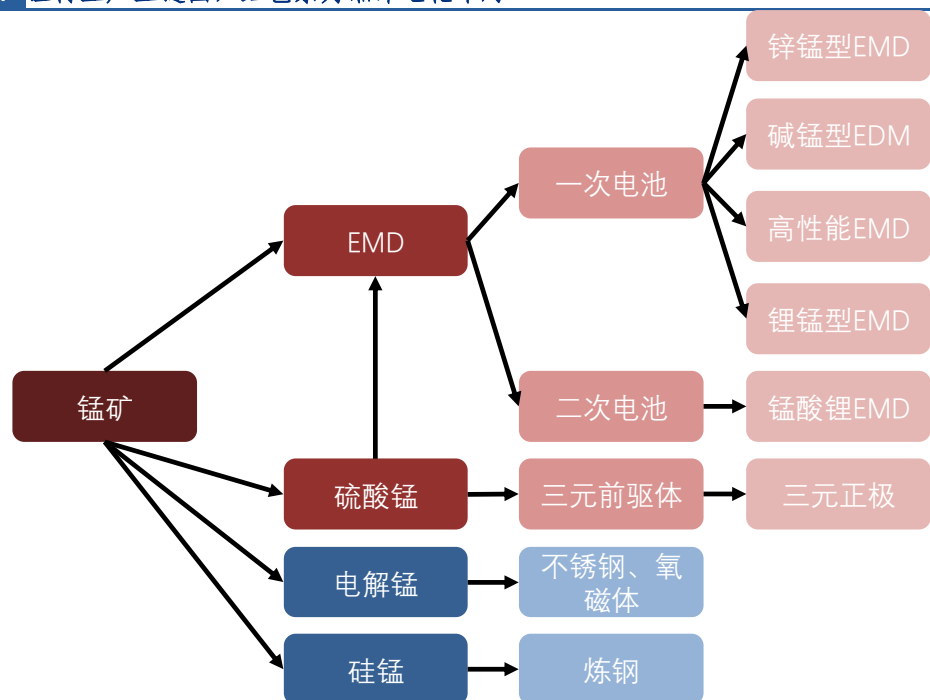 锌锰型EMD
碱锰型EDM
一次电池
高性能EMD
EMD
锂锰型EMD
锰矿
二次电池
锰酸锂EMD
硫酸锰
三元前驱体
三元正极
电解锰
不锈钢、氧
磁体
硅锰
炼钢